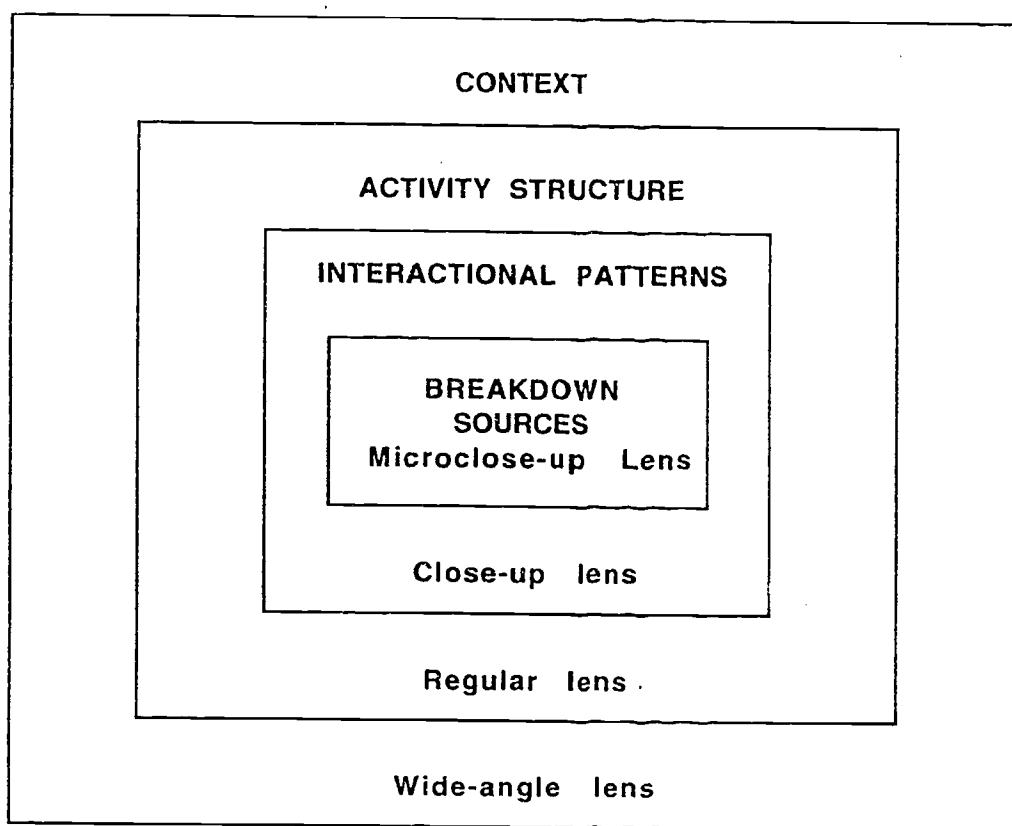 CONTEXT
ACTIVITY STRUCTURE
INTERACTIONAL PATTERNS
BREAKDOWN
SOURCES
Microclose-up Lens
Close-up lens
Regular lens
Wide-angle lens